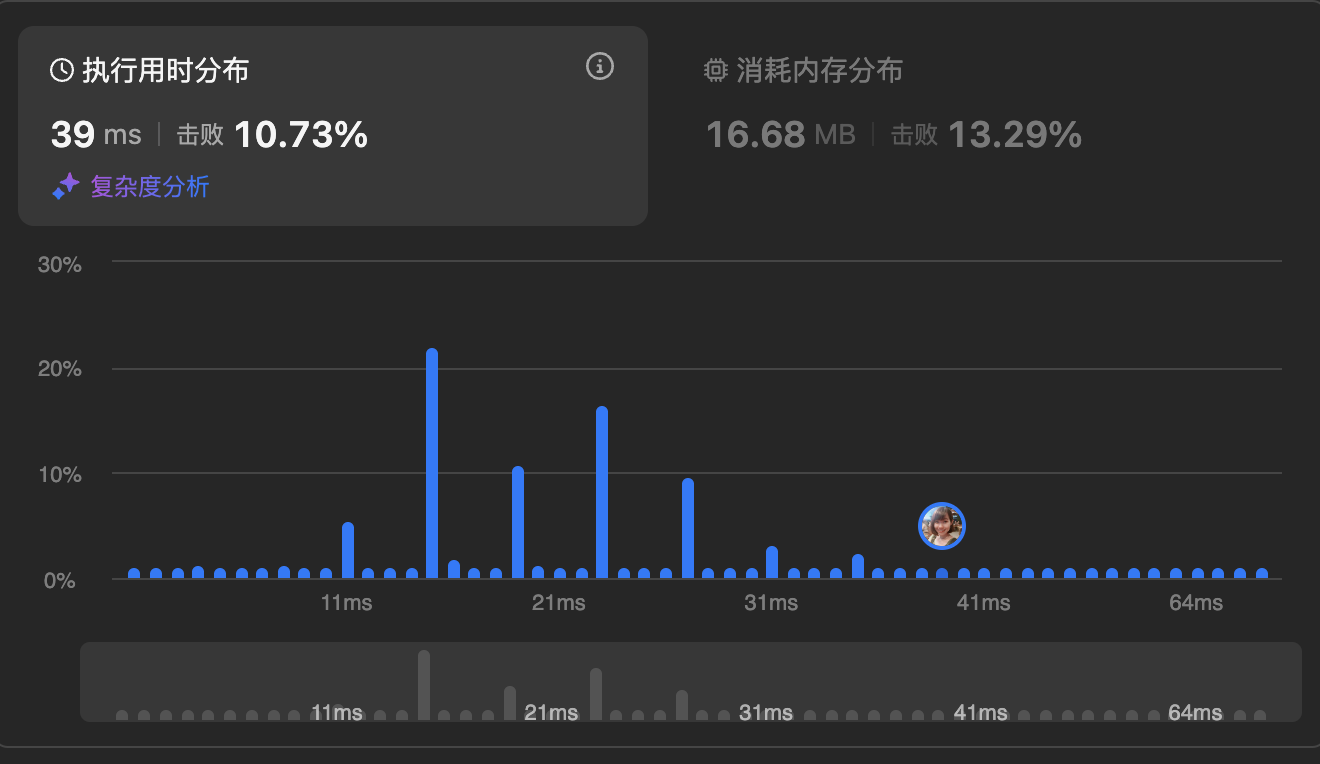 执行用时分布
39 ms | 击败 10.73%
复杂度分析
消耗内存分布
16.68 MB | 击败 13.29%
30%
20%
10%
0%
11ms 21ms 31ms 41ms 64ms
11ms 21ms 31ms 41ms 64ms